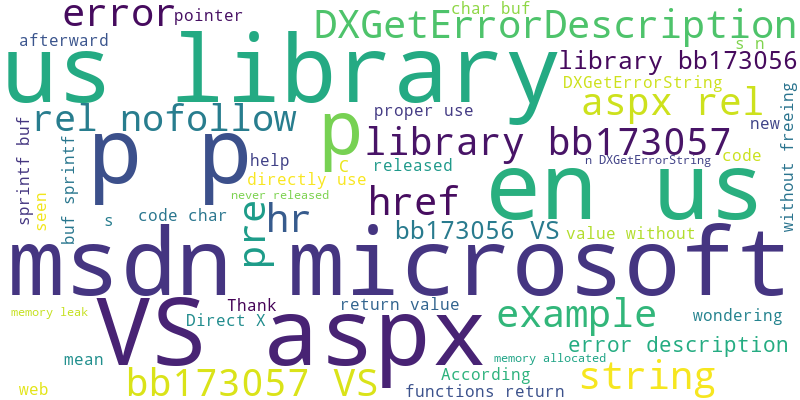 error
pointer
char buf
DXGetErrorDescription
afterward
s n
us library
library bb173056
DXGetErrorString
aspx rel
rel nofollow
p
proper use
new
sprintf buf
seen
buf sprintf
p p
library bb173057
n DXGetErrorString
code
without freeing
help
C
released
directly use
never released
en us
href
pre
hr
s
code char
bb173056 VS
value without
msdn microsoft
memory leak
Thank
return value
Direct X
VS aspx
example
wondering
error description
mean
memory allocated
According
web
bb173057 VS
functions return
string